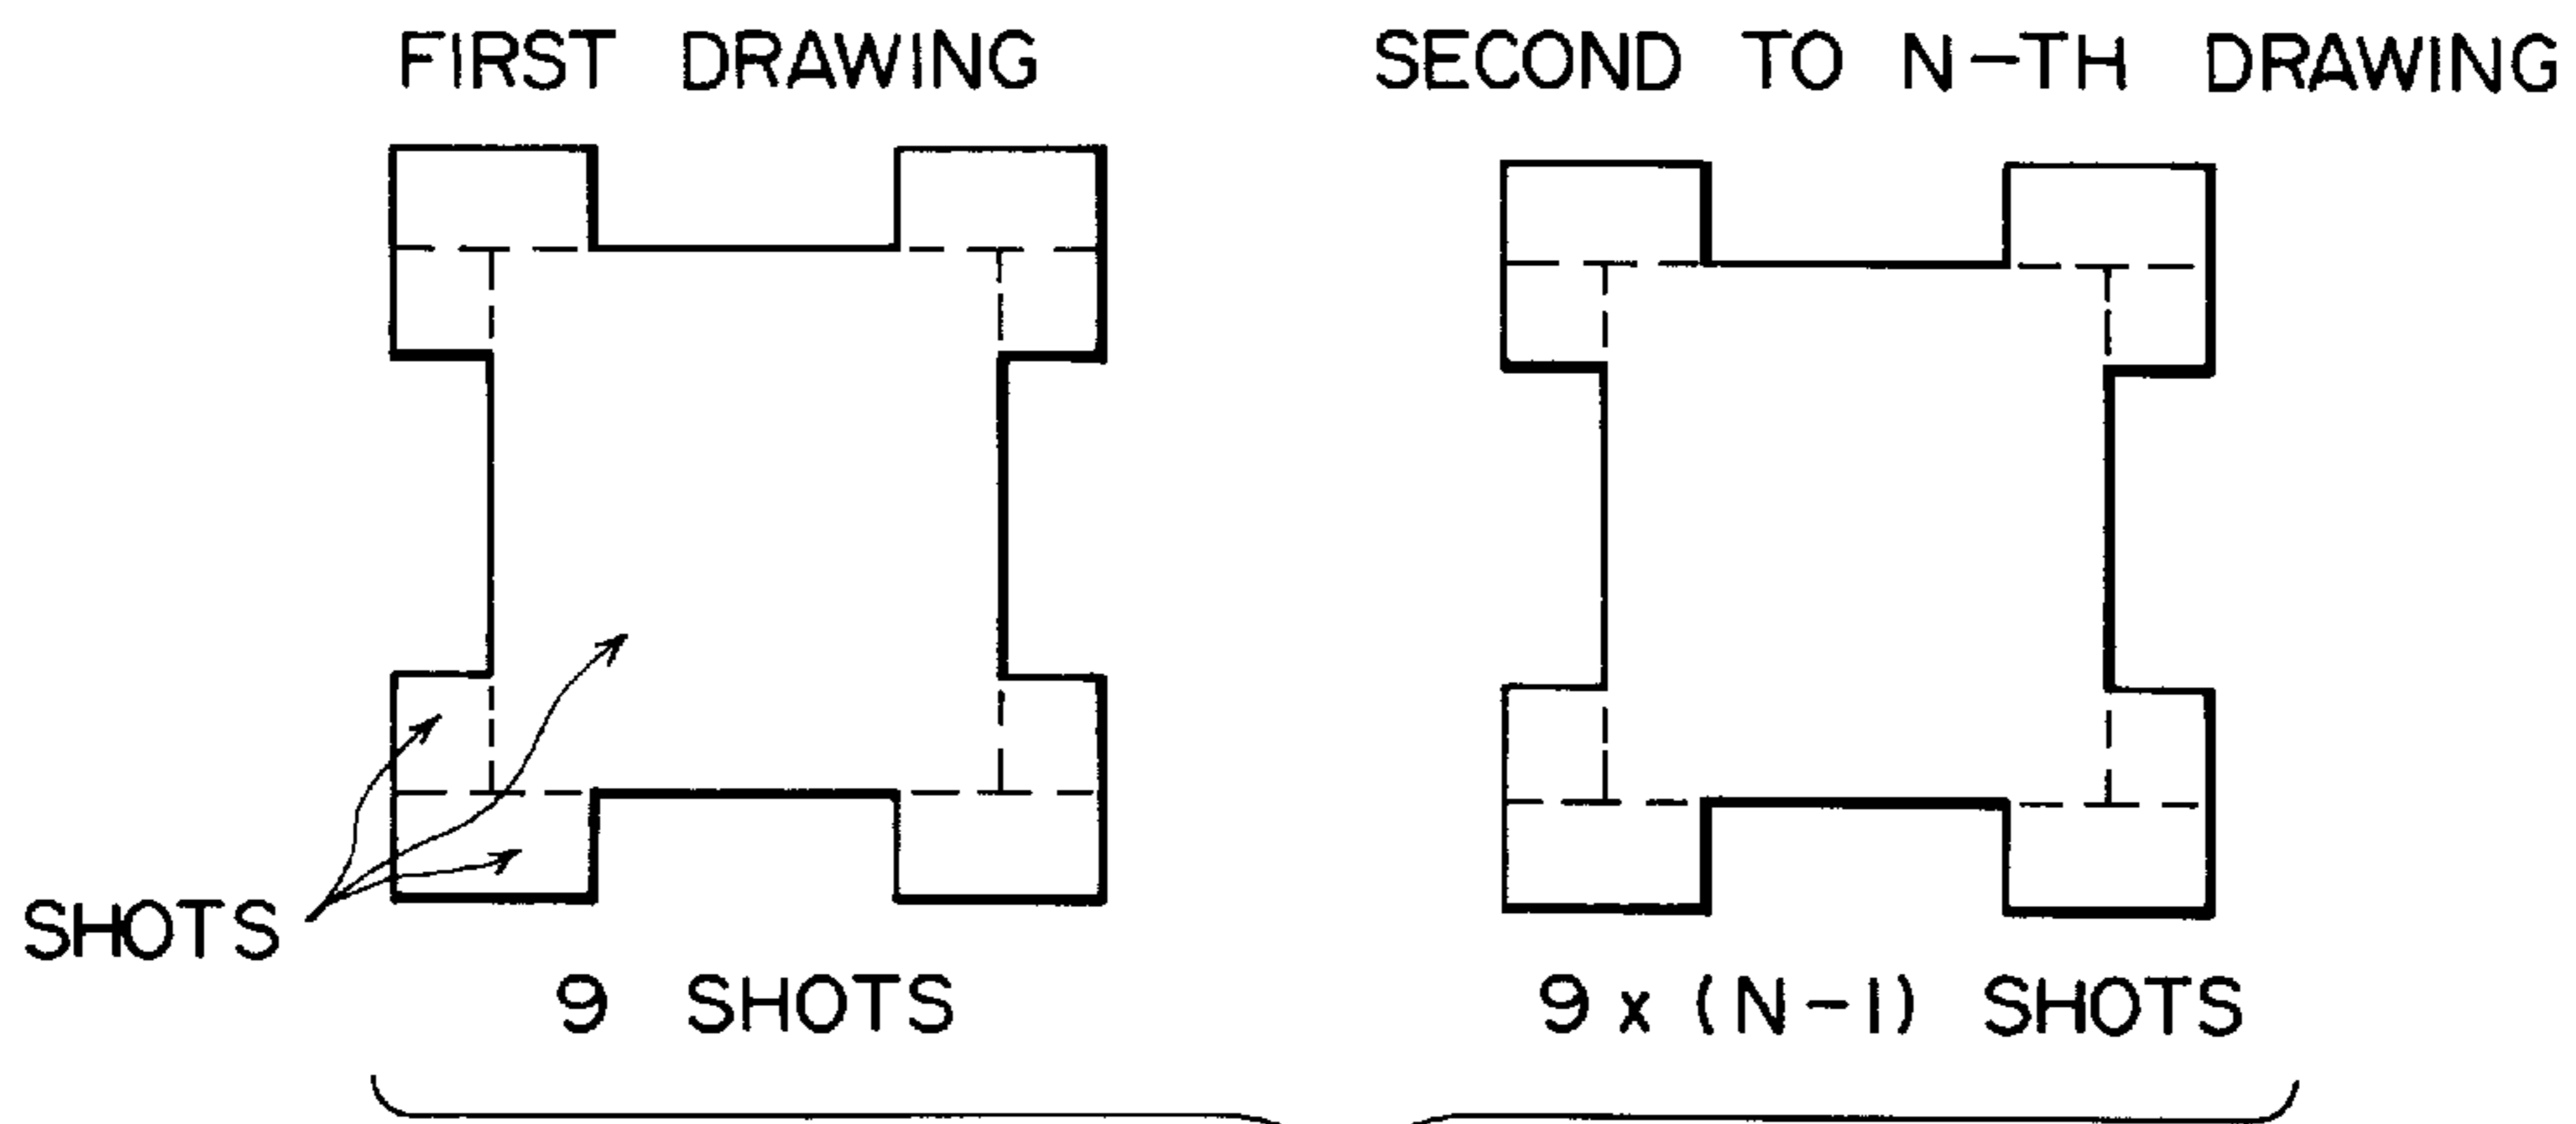 FIRST DRAWING
SECOND TO N-TH DRAWING
SHOTS
9 SHOTS
9 x (N-1) SHOTS